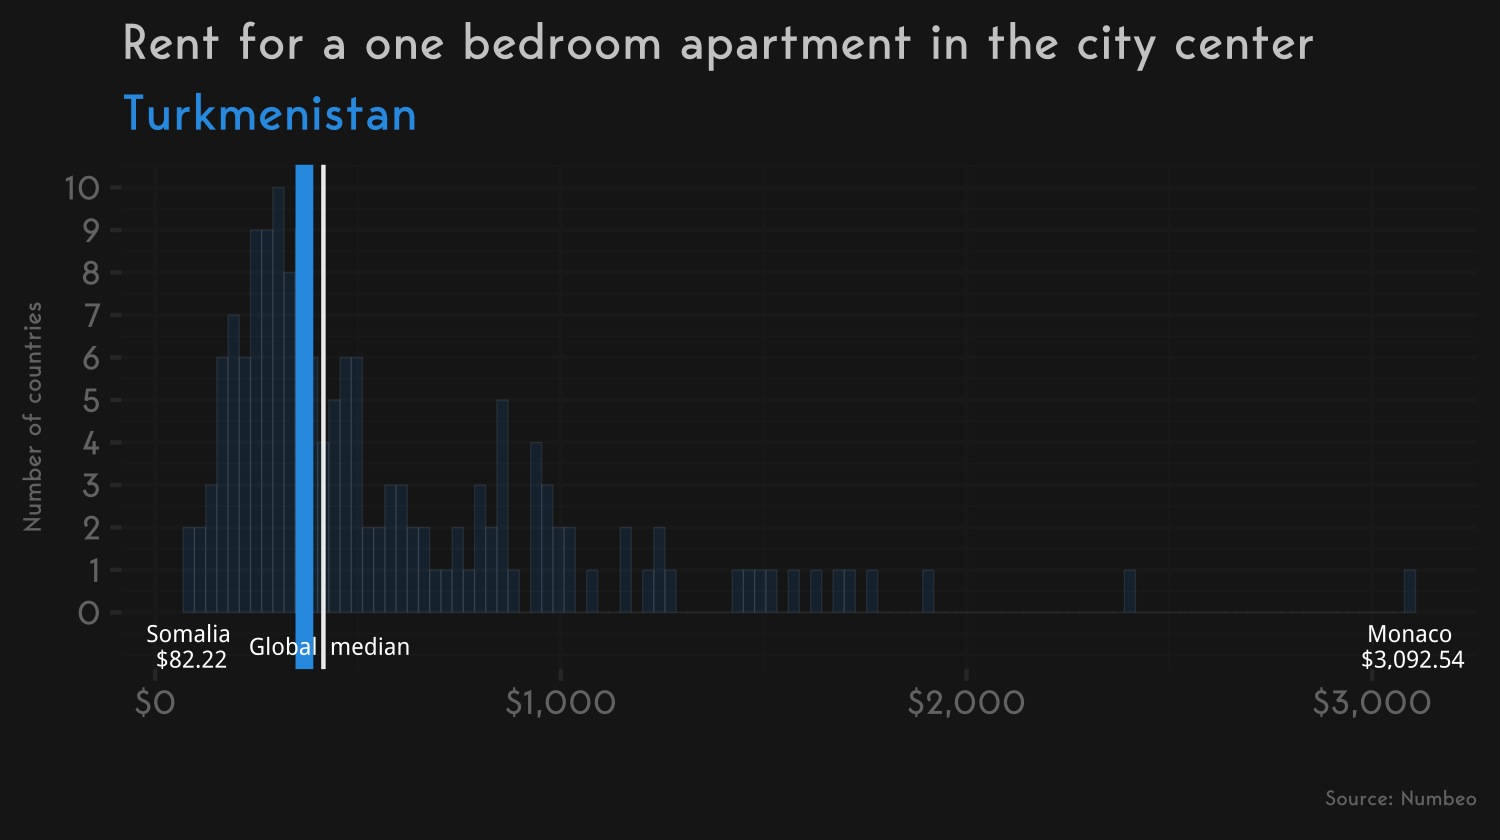 Rent for a one bedroom apartment in the city center
Turkmenistan
Number of countries
10
9
8
7
6
5
4
3
2
1
0
Somalia
$82.22
Global median
Monaco
$3,092.54
$0
$1,000
$2,000
$3,000
Source: Numbeo